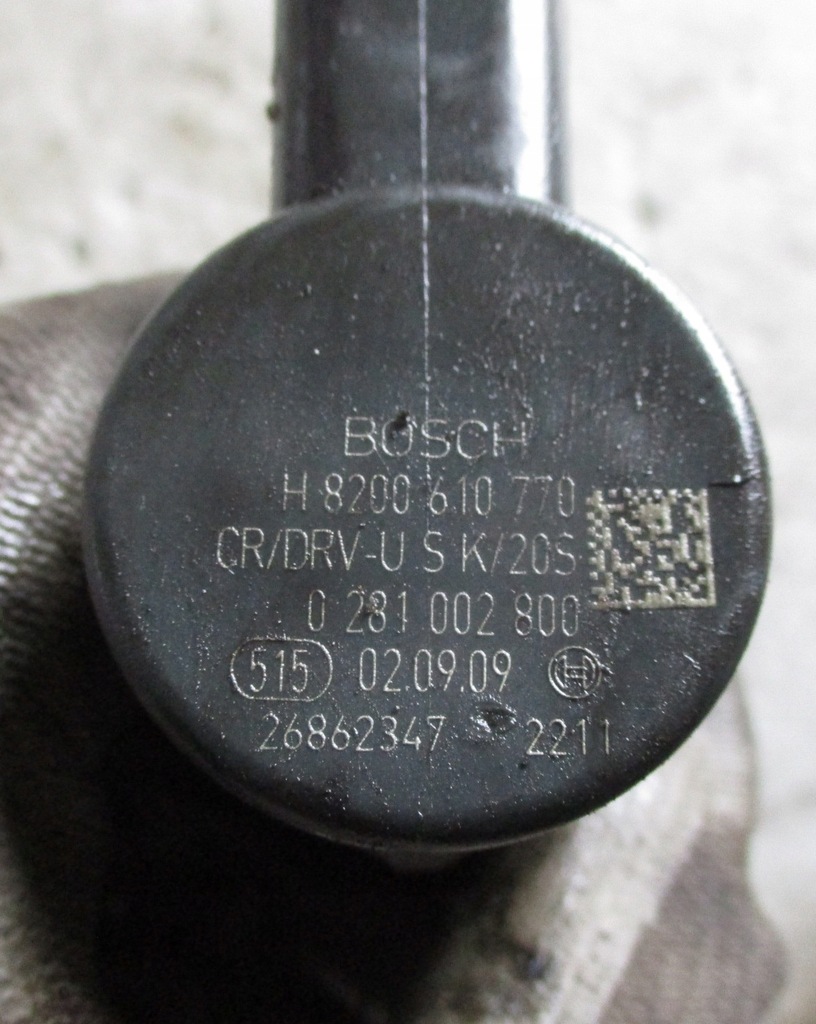 BOSCH
H 8200 610 770
CR/DRV-U S K/20S
0 281 002 800
515 02.09.09
26862347 2211